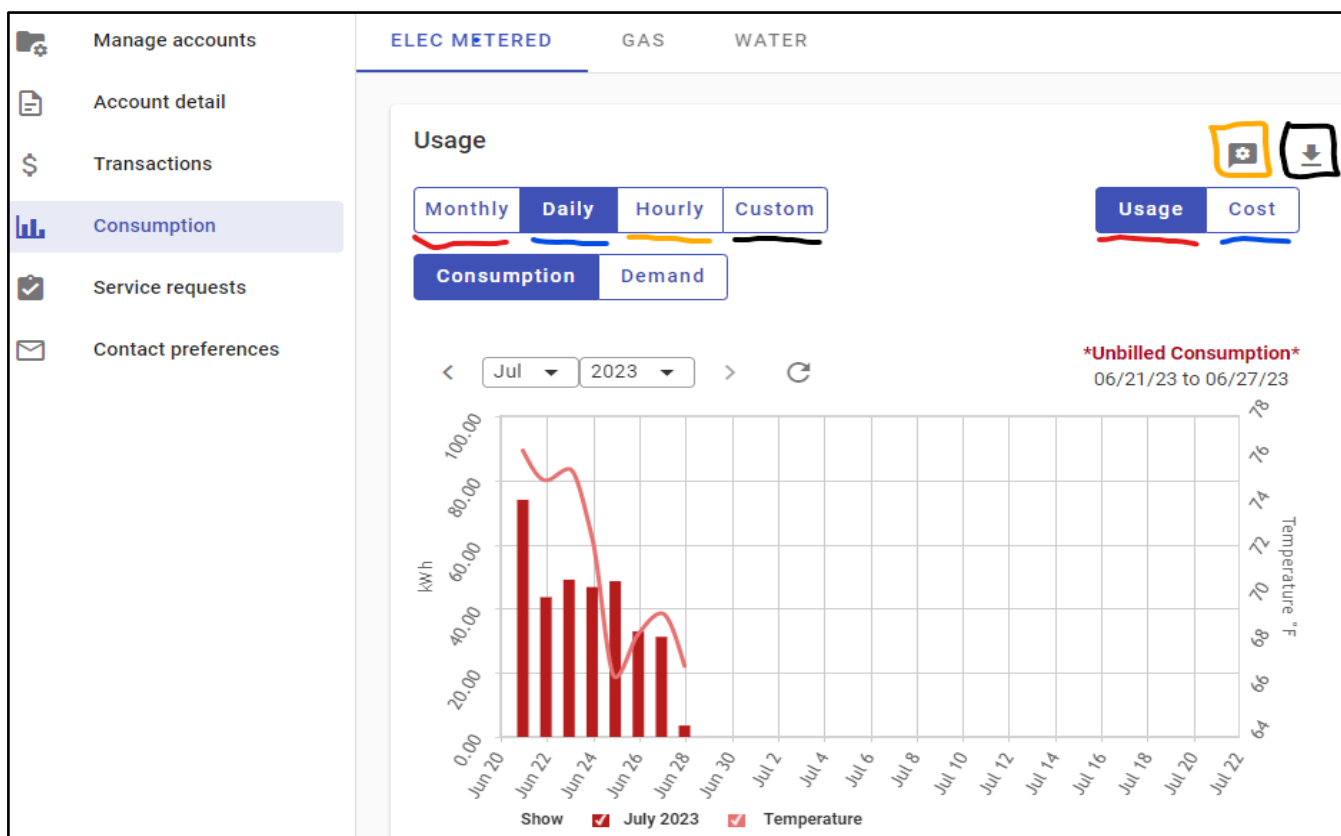 Manage accounts
Account detail
Transactions
Consumption
Service requests
Contact preferences
ELEC METERED GAS WATER
Usage
Monthly Daily Hourly Custom
Usage Cost
Consumption Demand
Jul 2023
*Unbilled Consumption*
06/21/23 to 06/27/23
kWh
100.00
80.00
60.00
40.00
20.00
0.00
78
76
74
72
70
68
66
64
Temperature °F
Jun 20 Jun 22 Jun 24 Jun 26 Jun 28 Jun 30 Jul 2 Jul 4 Jul 6 Jul 8 Jul 10 Jul 12 Jul 14 Jul 16 Jul 18 Jul 20 Jul 22
Show July 2023 Temperature